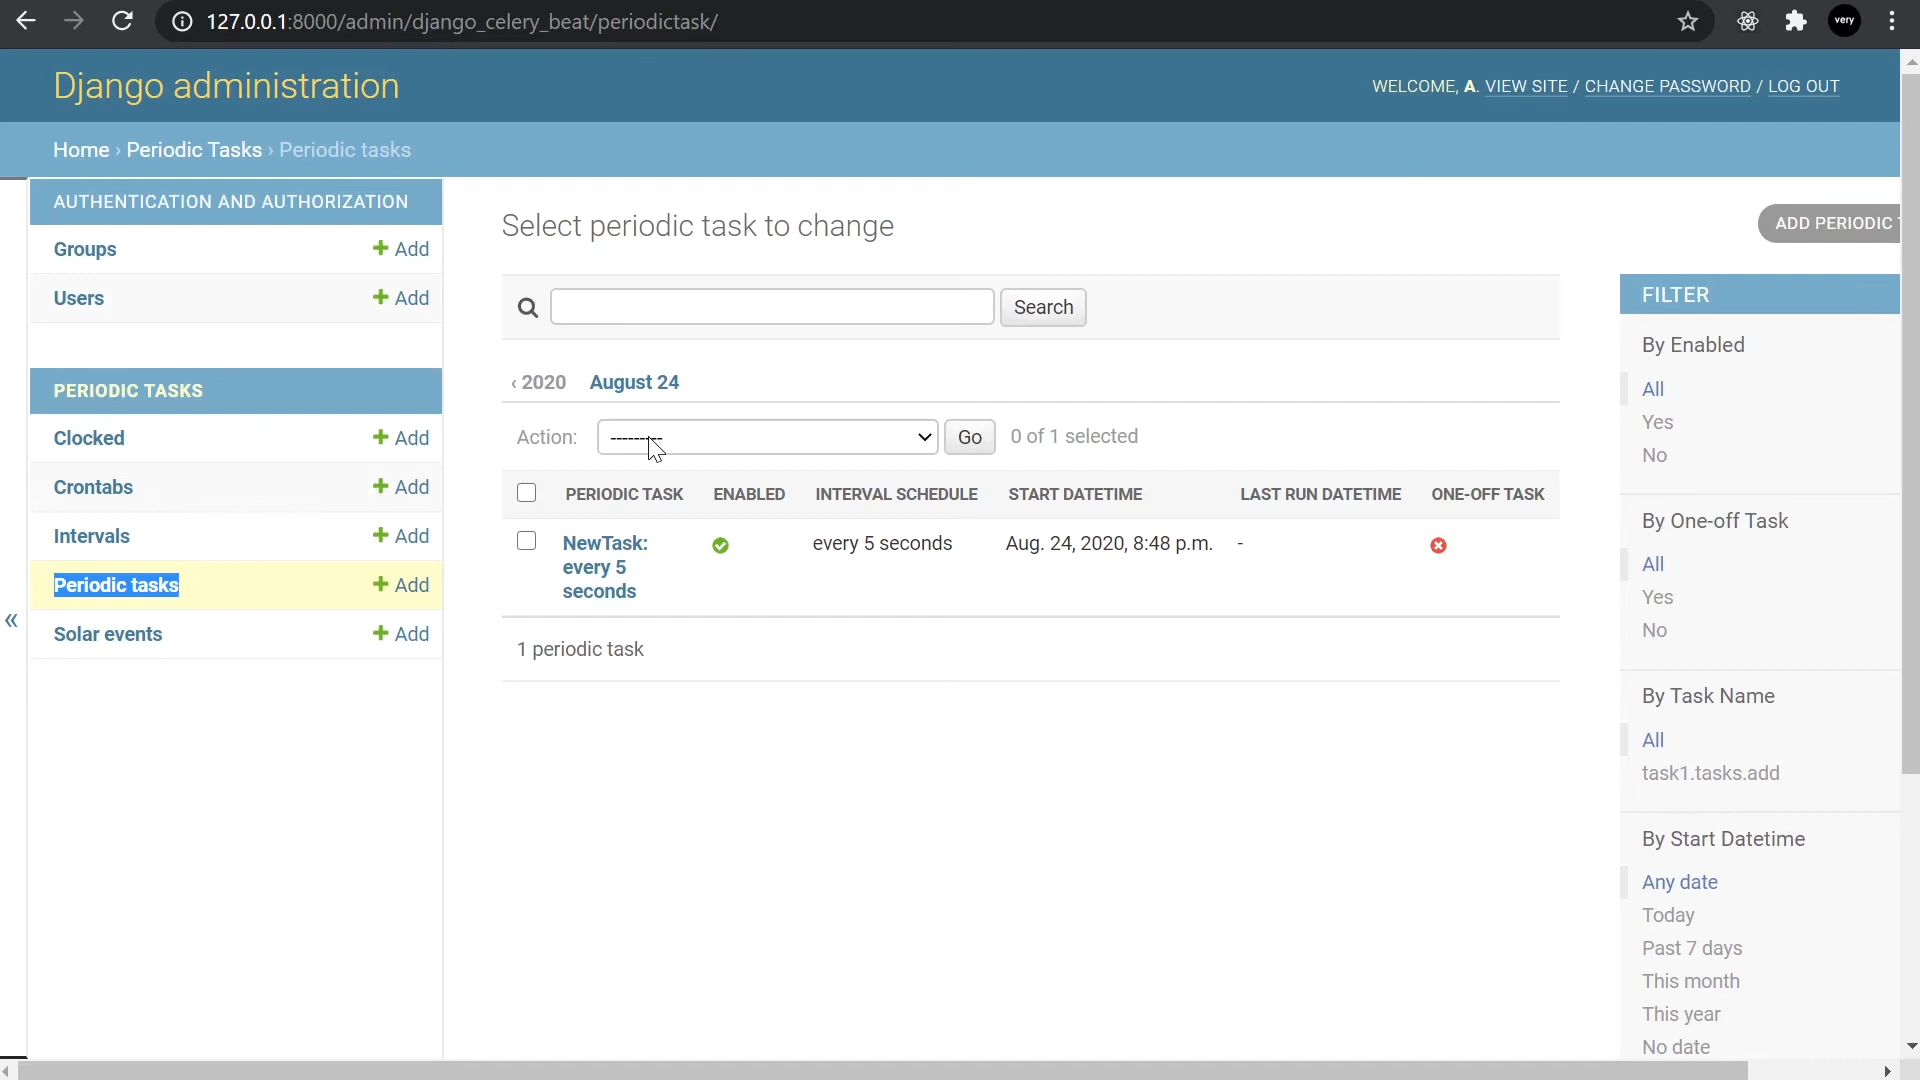 127.0.0.1:8000/admin/django_celery_beat/periodictask/
very
Django administration
WELCOME, A. VIEW SITE / CHANGE PASSWORD / LOG OUT
Home › Periodic Tasks › Periodic tasks
AUTHENTICATION AND AUTHORIZATION
Groups + Add
Users + Add
PERIODIC TASKS
Clocked + Add
Crontabs + Add
Intervals + Add
Periodic tasks + Add
Solar events + Add
«
Select periodic task to change
ADD PERIODIC
Search
‹ 2020 August 24
Action: --------- Go 0 of 1 selected
PERIODIC TASK ENABLED INTERVAL SCHEDULE START DATETIME LAST RUN DATETIME ONE-OFF TASK
NewTask: every 5 seconds Aug. 24, 2020, 8:48 p.m. -
every 5
seconds
1 periodic task
FILTER
By Enabled
All
Yes
No
By One-off Task
All
Yes
No
By Task Name
All
task1.tasks.add
By Start Datetime
Any date
Today
Past 7 days
This month
This year
No date